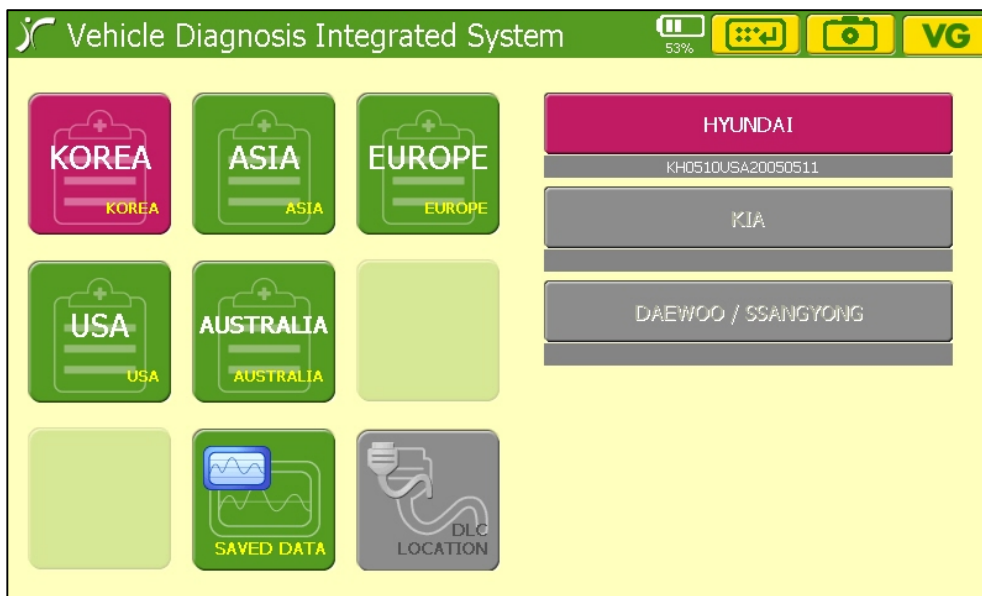 Vehicle Diagnosis Integrated System
53%
VG
KOREA
KOREA
ASIA
ASIA
EUROPE
EUROPE
USA
USA
AUSTRALIA
AUSTRALIA
SAVED DATA
DLC
LOCATION
HYUNDAI
KH0510USA20050511
KIA
DAEWOO / SSANGYONG